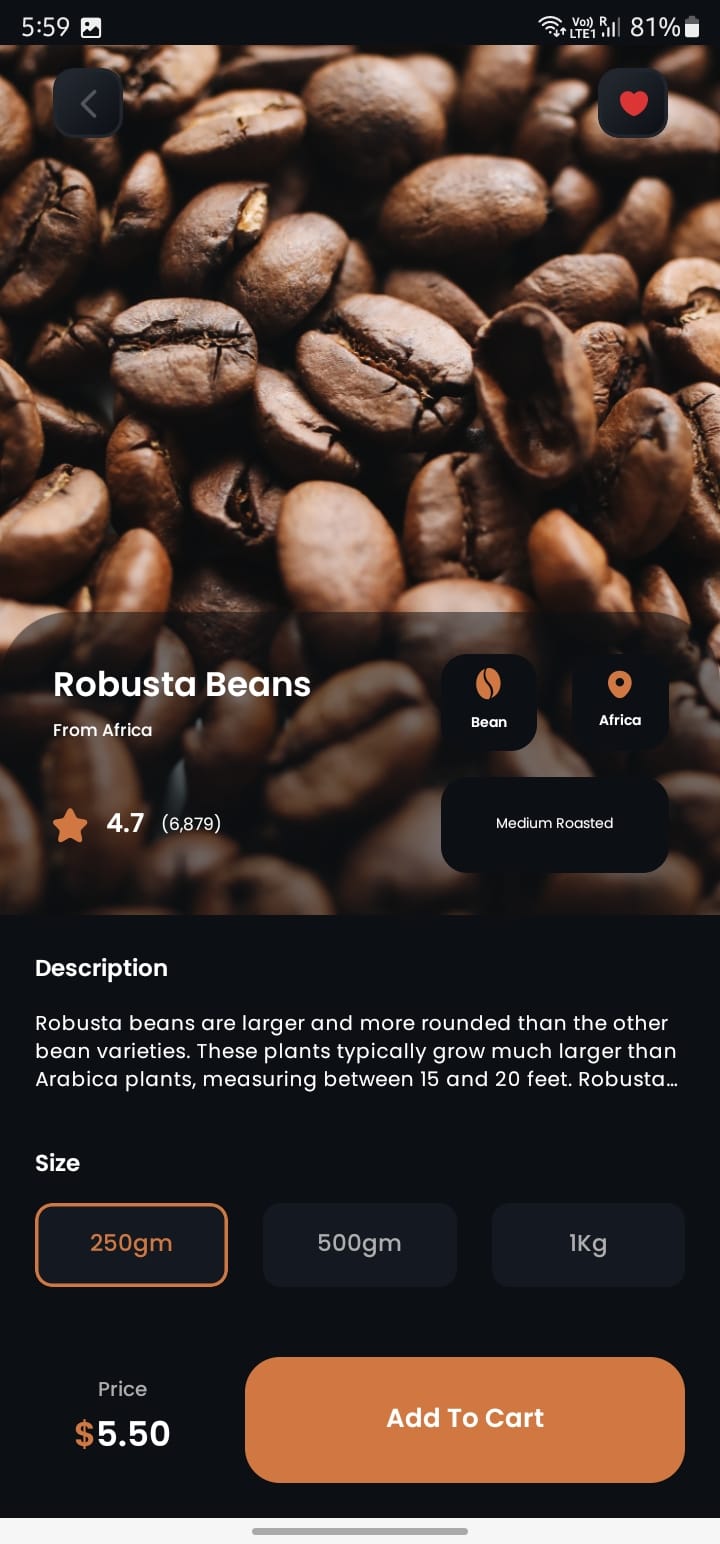 5:59 Vo)) R 81%
LTE1
Robusta Beans
From Africa
Bean
Africa
4.7 (6,879)
Medium Roasted
Description
Robusta beans are larger and more rounded than the other
bean varieties. These plants typically grow much larger than
Arabica plants, measuring between 15 and 20 feet. Robusta…
Size
250gm 500gm 1Kg
Price
$5.50
Add To Cart